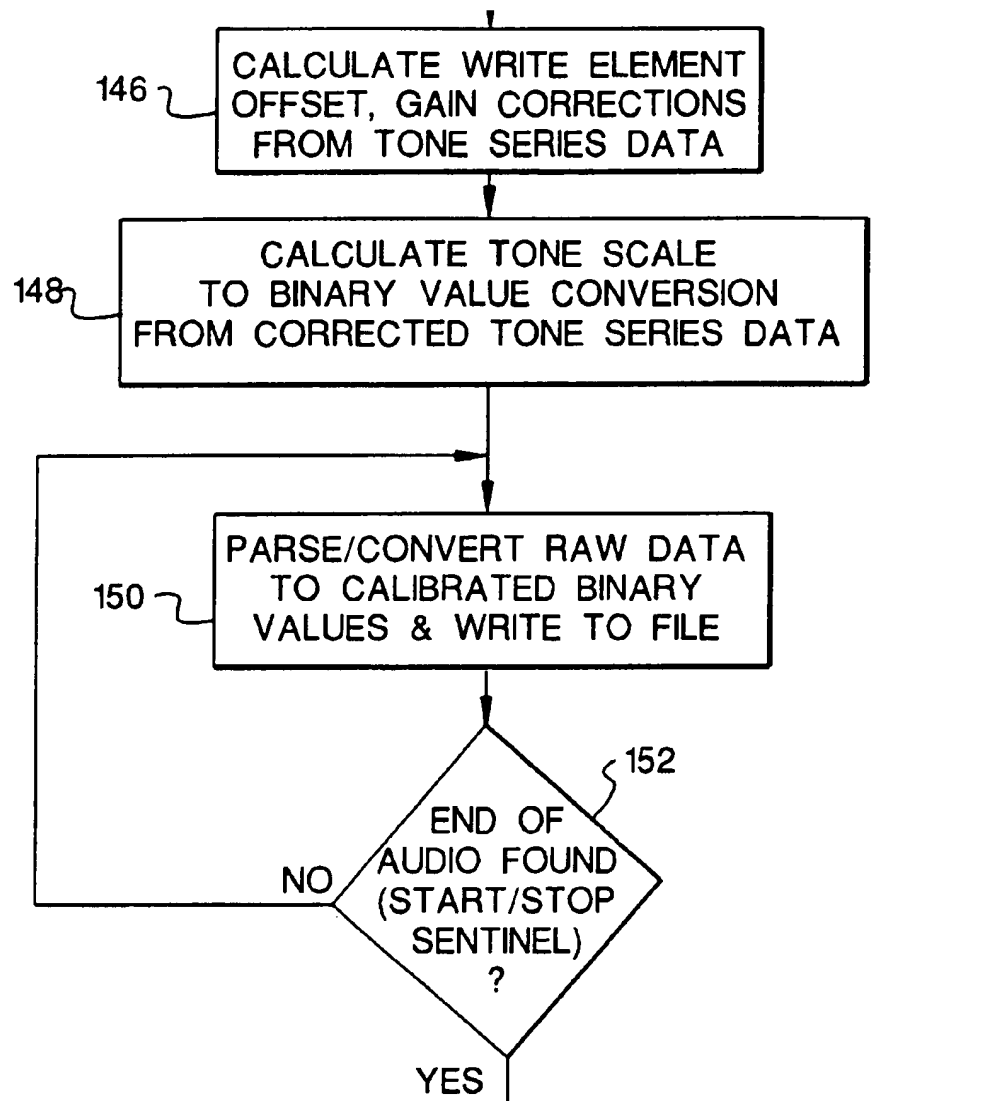 146
CALCULATE WRITE ELEMENT
OFFSET, GAIN CORRECTIONS
FROM TONE SERIES DATA
148
CALCULATE TONE SCALE
TO BINARY VALUE CONVERSION
FROM CORRECTED TONE SERIES DATA
150
PARSE/CONVERT RAW DATA
TO CALIBRATED BINARY
VALUES & WRITE TO FILE
152
END OF
AUDIO FOUND
(START/STOP
SENTINEL)
?
NO
YES